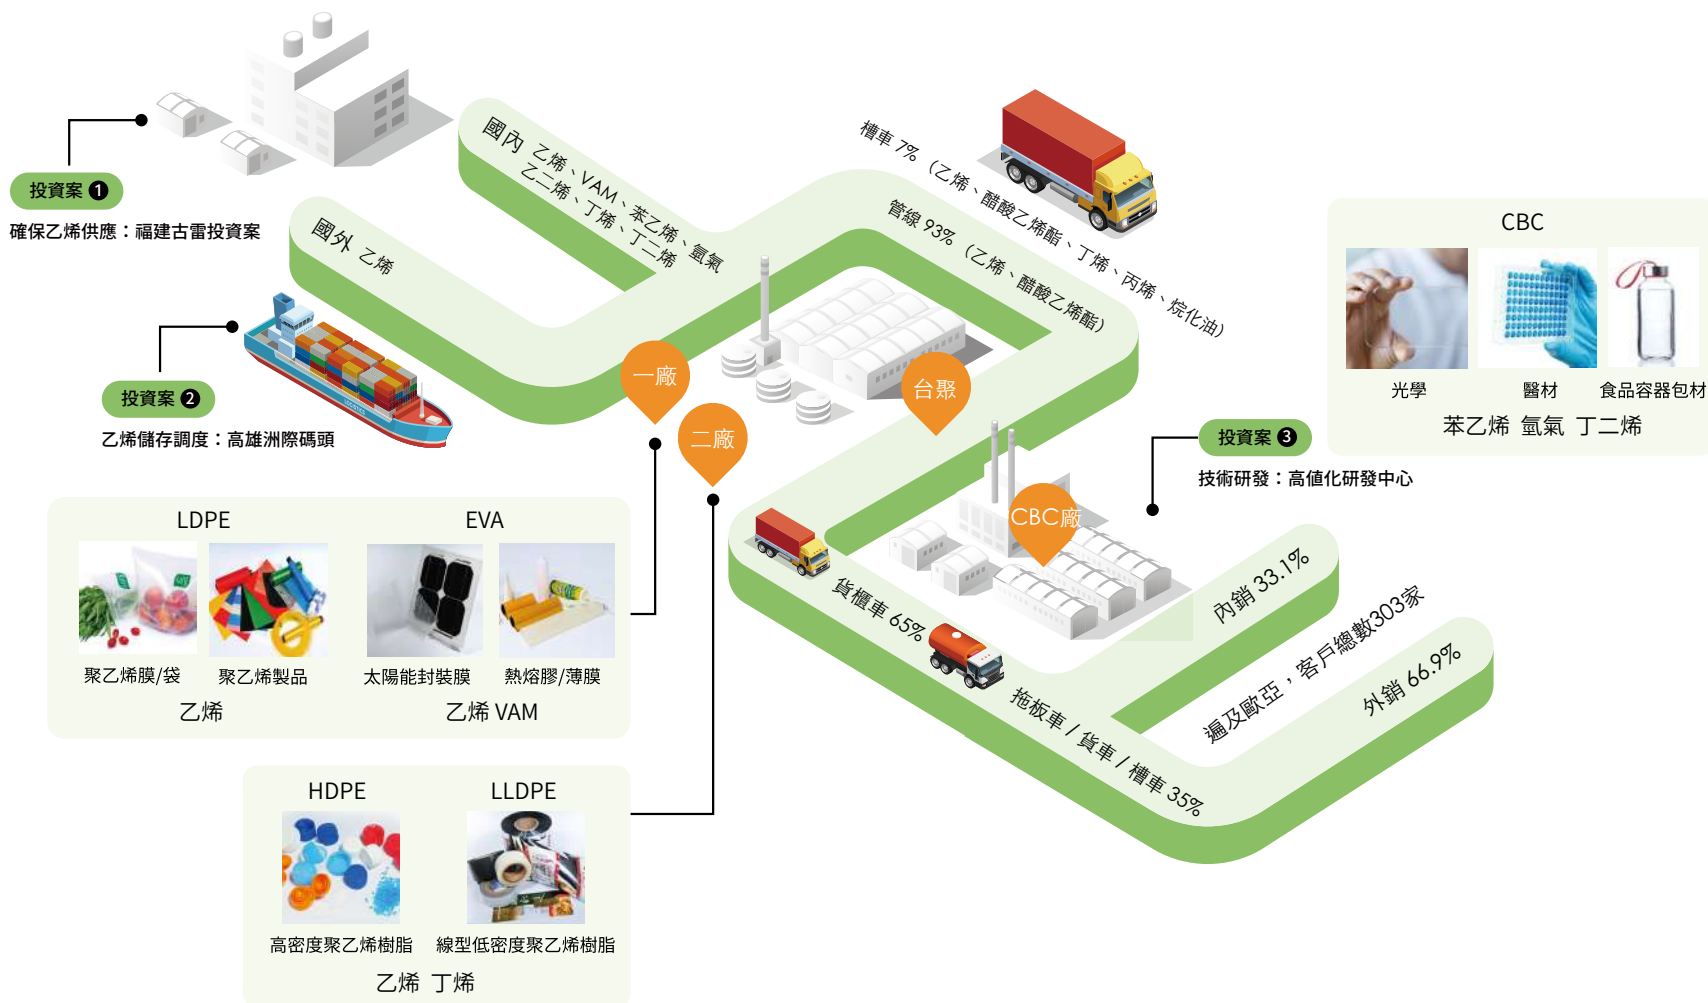 投資案 1
確保乙烯供應：福建古雷投資案
國內 乙烯、VAM、苯乙烯、氫氣
乙二烯、丁烯、丁二烯
國外 乙烯
投資案 2
乙烯儲存調度：高雄洲際碼頭
槽車 7%（乙烯、醋酸乙烯酯、丁烯、丙烯、烷化油）
管線 93%（乙烯、醋酸乙烯酯）
一廠
二廠
台聚
CBC廠
投資案 3
技術研發：高值化研發中心
CBC
光學
醫材
食品容器包材
苯乙烯 氫氣 丁二烯
LDPE
EVA
聚乙烯膜/袋
聚乙烯製品
太陽能封裝膜
熱熔膠/薄膜
乙烯
乙烯 VAM
HDPE
LLDPE
高密度聚乙烯樹脂
線型低密度聚乙烯樹脂
乙烯 丁烯
貨櫃車 65%
拖板車 / 貨車 / 槽車 35%
內銷 33.1%
遍及歐亞，客戶總數303家
外銷 66.9%